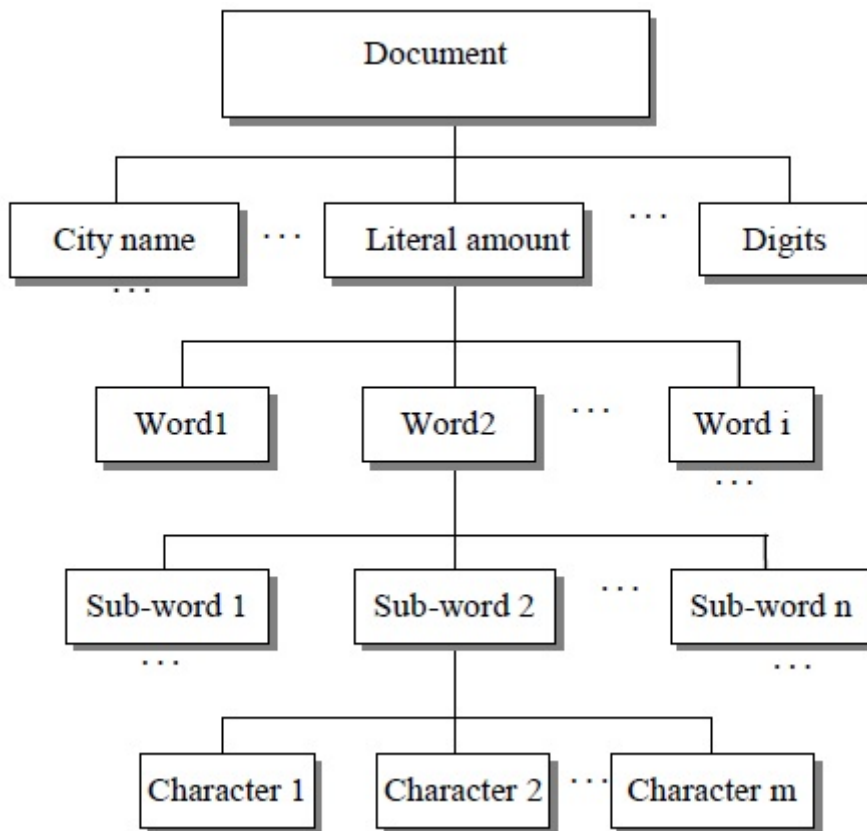 Document
City name ... Literal amount ... Digits
...
Word1 Word2 ... Word i
...
Sub-word 1 Sub-word 2 ... Sub-word n
... ...
Character 1 Character 2 ... Character m